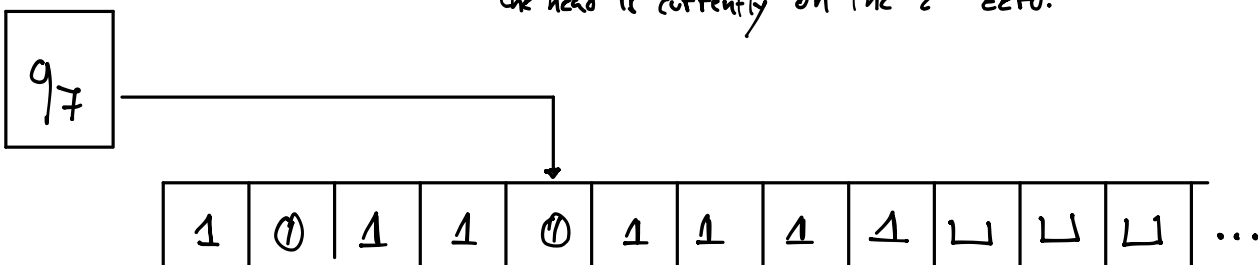 the head is currently on the 2ⁿᵈ zero.
q₇
1 0 1 1 0 1 1 1 1 ⊔ ⊔ ⊔ ...